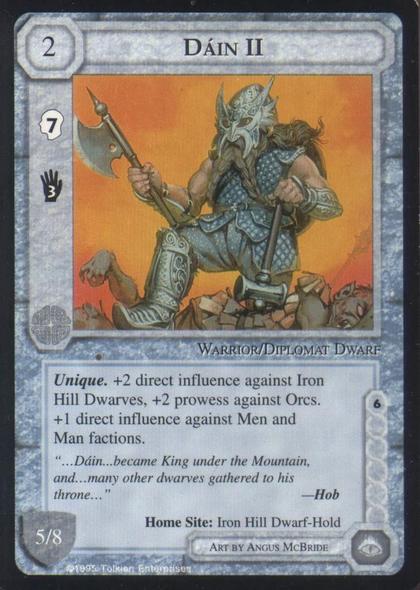 2
DÁIN II
7
3
WARRIOR/DIPLOMAT DWARF
Unique. +2 direct influence against Iron
Hill Dwarves, +2 prowess against Orcs.
+1 direct influence against Men and
Man factions.
6
“…Dáin...became King under the Mountain,
and…many other dwarves gathered to his
throne…” —Hob
Home Site: Iron Hill Dwarf-Hold
5/8
ART BY ANGUS MCBRIDE
©1995 Tolkien Enterprises